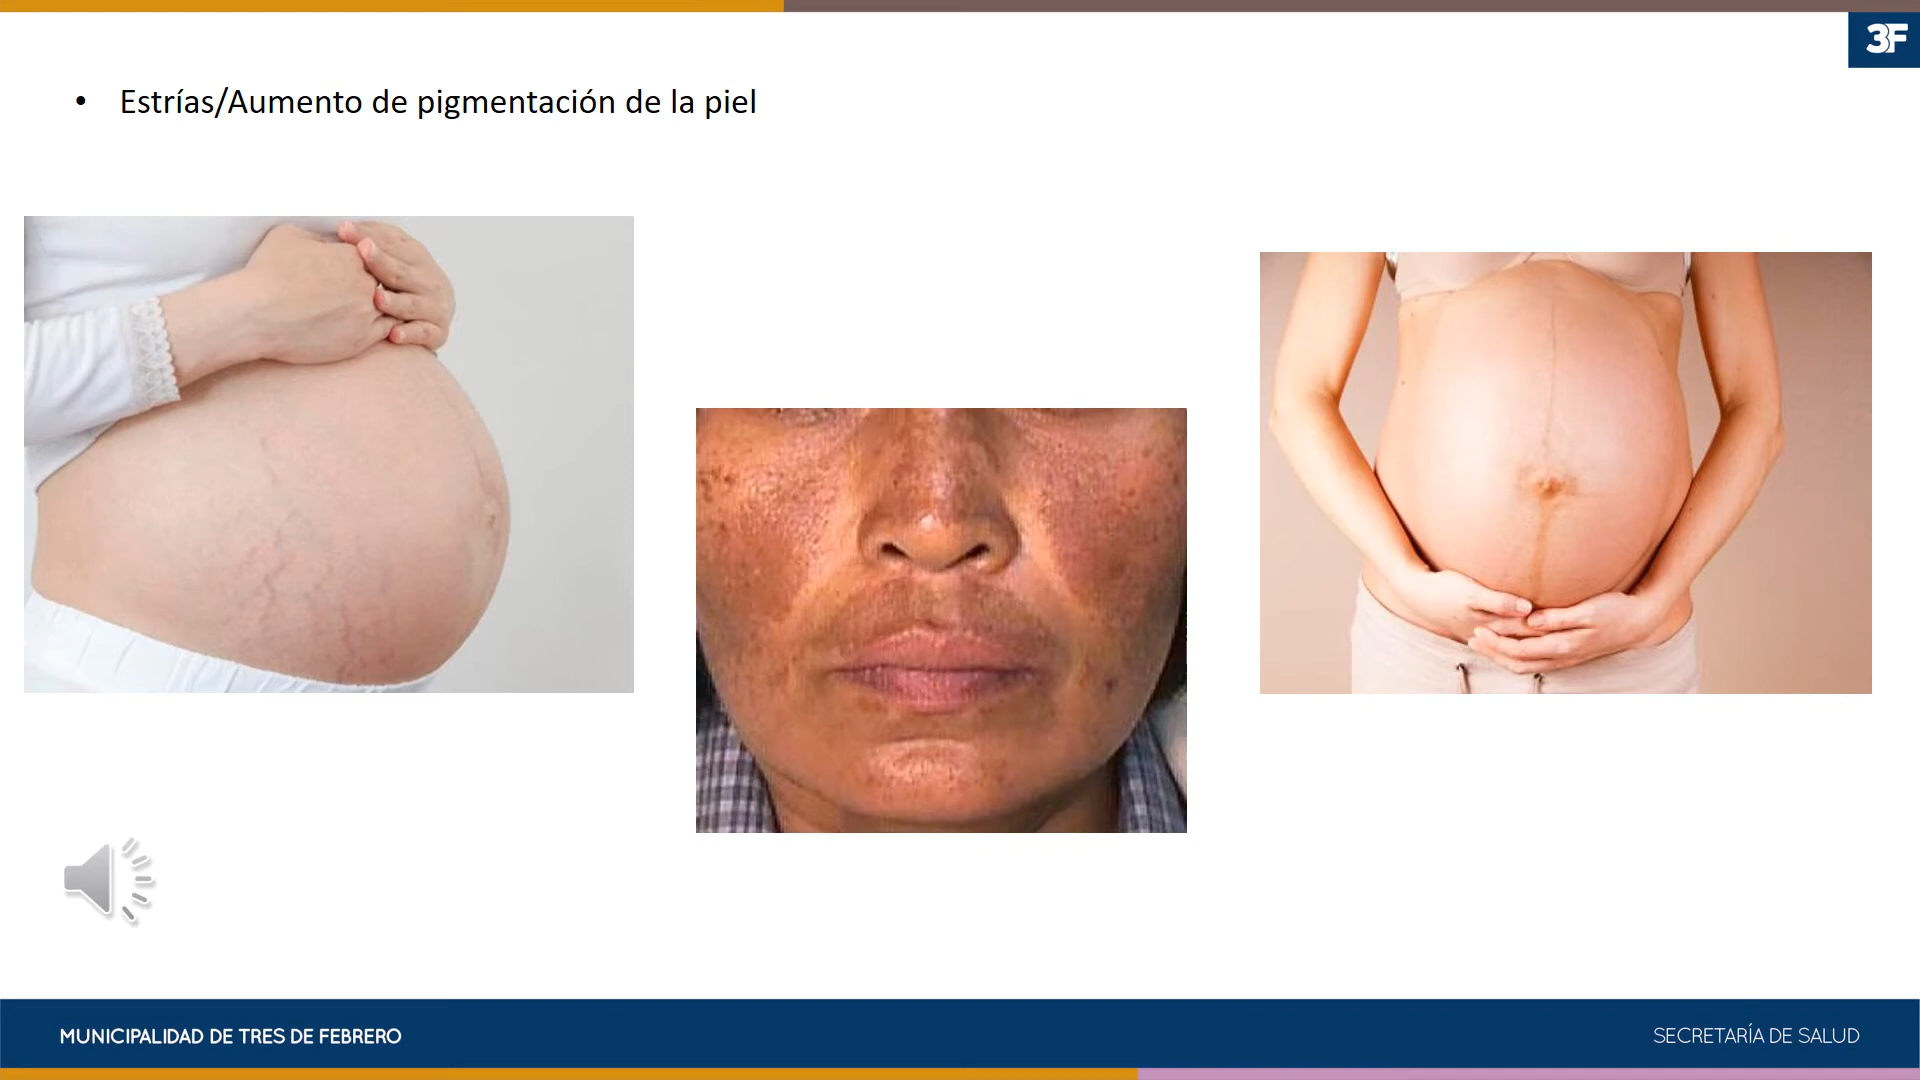 3F
• Estrías/Aumento de pigmentación de la piel
MUNICIPALIDAD DE TRES DE FEBRERO
SECRETARÍA DE SALUD